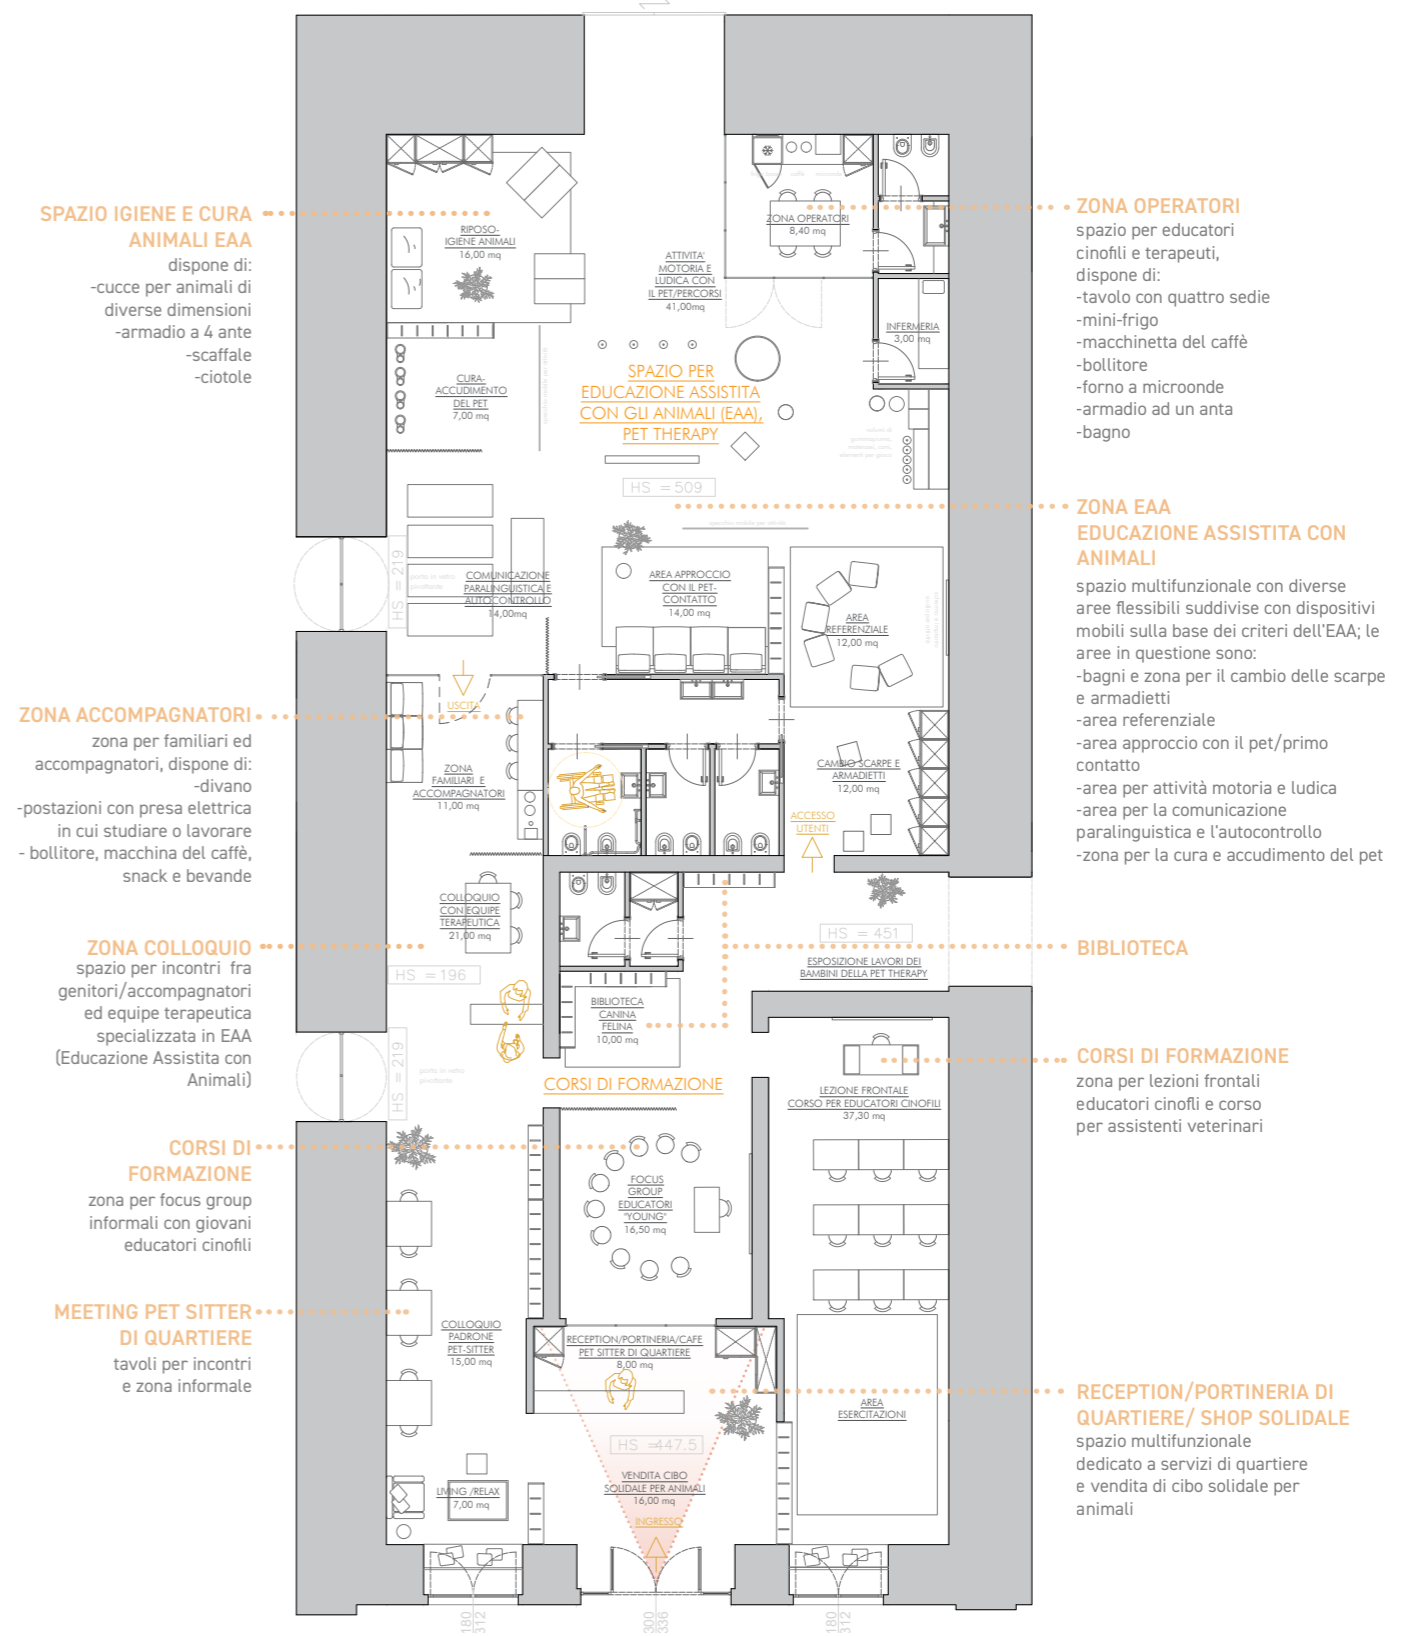 SPAZIO IGIENE E CURA
ANIMALI EAA
dispone di:
-cucce per animali di
diverse dimensioni
-armadio a 4 ante
-scaffale
-ciotole
ZONA ACCOMPAGNATORI
zona per familiari ed
accompagnatori, dispone di:
-divano
-postazioni con presa elettrica
in cui studiare o lavorare
- bollitore, macchina del caffè,
snack e bevande
ZONA COLLOQUIO
spazio per incontri fra
genitori/accompagnatori
ed equipe terapeutica
specializzata in EAA
(Educazione Assistita con
Animali)
CORSI DI
FORMAZIONE
zona per focus group
informali con giovani
educatori cinofili
MEETING PET SITTER
DI QUARTIERE
tavoli per incontri
e zona informale
RIPOSO-
IGIENE ANIMALI
16,00 mq
ATTIVITA'
MOTORIA E
LUDICA CON
IL PET/PERCORSI
41,00mq
ZONA OPERATORI
8,40 mq
INFERMERIA
3,00 mq
CURA-
ACCUDIMENTO
DEL PET
7,00 mq
SPAZIO PER
EDUCAZIONE ASSISTITA
CON GLI ANIMALI (EAA),
PET THERAPY
HS = 509
specchio mobile per attività
HS = 219
porta in vetro
pivottante
COMUNICAZIONE
PARALINGUISTICA E
AUTOCONTROLLO
14,00mq
AREA APPROCCIO
CON IL PET-
CONTATTO
14,00 mq
AREA
REFERENZIALE
12,00 mq
USCITA
ZONA
FAMILIARI E
ACCOMPAGNATORI
11,00 mq
CAMBIO SCARPE E
ARMADIETTI
12,00 mq
ACCESSO
UTENTI
COLLOQUIO
CON EQUIPE
TERAPEUTICA
21,00 mq
HS = 196
HS = 451
ESPOSIZIONE LAVORI DEI
BAMBINI DELLA PET THERAPY
BIBLIOTECA
CANINA
FELINA
10,00 mq
HS = 219
porta in vetro
pivottante
CORSI DI FORMAZIONE
LEZIONE FRONTALE
CORSO PER EDUCATORI CINOFILI
37,30 mq
FOCUS
GROUP
EDUCATORI
"YOUNG"
16,50 mq
COLLOQUIO
PADRONE
PET-SITTER
15,00 mq
RECEPTION/PORTINERIA/CAFE
PET SITTER DI QUARTIERE
8,00 mq
AREA
ESERCITAZIONI
HS =447.5
VENDITA CIBO
SOLIDALE PER ANIMALI
16,00 mq
LIVING /RELAX
7,00 mq
INGRESSO
180
312
300
336
180
312
ZONA OPERATORI
spazio per educatori
cinofili e terapeuti,
dispone di:
-tavolo con quattro sedie
-mini-frigo
-macchinetta del caffè
-bollitore
-forno a microonde
-armadio ad un anta
-bagno
ZONA EAA
EDUCAZIONE ASSISTITA CON
ANIMALI
spazio multifunzionale con diverse
aree flessibili suddivise con dispositivi
mobili sulla base dei criteri dell'EAA; le
aree in questione sono:
-bagni e zona per il cambio delle scarpe
e armadietti
-area referenziale
-area approccio con il pet/primo
contatto
-area per attività motoria e ludica
-area per la comunicazione
paralinguistica e l'autocontrollo
-zona per la cura e accudimento del pet
BIBLIOTECA
CORSI DI FORMAZIONE
zona per lezioni frontali
educatori cinofli e corso
per assistenti veterinari
RECEPTION/PORTINERIA DI
QUARTIERE/ SHOP SOLIDALE
spazio multifunzionale
dedicato a servizi di quartiere
e vendita di cibo solidale per
animali